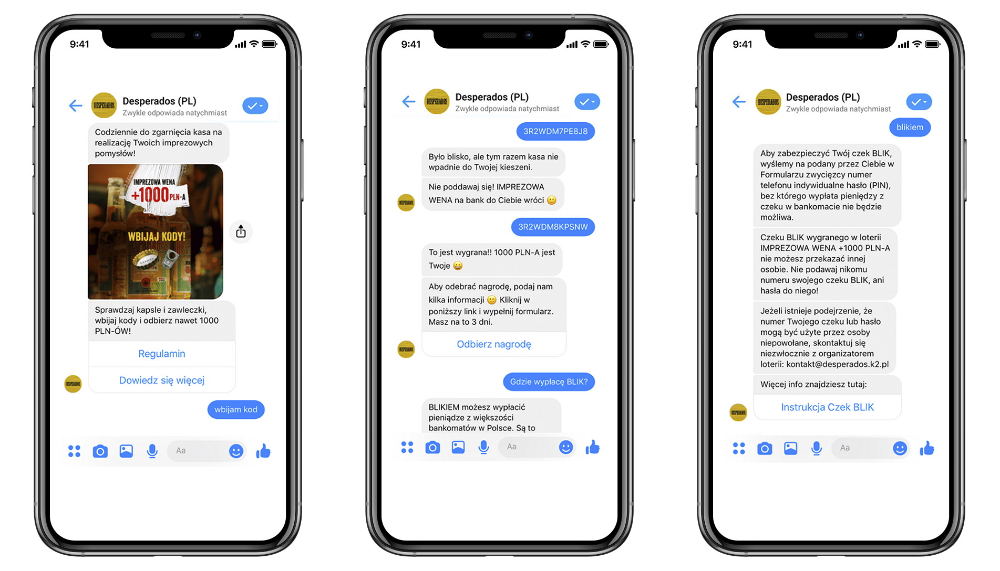 9:41
DESPERADOS
Desperados (PL)
Zwykle odpowiada natychmiast
Codziennie do zgarnięcia kasa na
realizację Twoich imprezowych
pomysłów!
IMPREZOWA WENA
+1000 PLN-A
WBIJAJ KODY!
Sprawdzaj kapsle i zawleczki,
wbijaj kody i odbierz nawet 1000
PLN-ÓW!
Regulamin
Dowiedz się więcej
DESPERADOS
wbijam kod
Aa
9:41
DESPERADOS
Desperados (PL)
Zwykle odpowiada natychmiast
3R2WDM7PE8J8
Było blisko, ale tym razem kasa nie
wpadnie do Twojej kieszeni.
Nie poddawaj się! IMPREZOWA
WENA na bank do Ciebie wróci 🙂
DESPERADOS
3R2WDM8KPSNW
To jest wygrana!! 1000 PLN-A jest
Twoje 😀
Aby odebrać nagrodę, podaj nam
kilka informacji 🙂 Kliknij w
poniższy link i wypełnij formularz.
Masz na to 3 dni.
Odbierz nagrodę
DESPERADOS
Gdzie wypłacę BLIK?
BLIKIEM możesz wypłacić
pieniądze z większości
bankomatów w Polsce. Są to
Aa
9:41
DESPERADOS
Desperados (PL)
Zwykle odpowiada natychmiast
blikiem
Aby zabezpieczyć Twój czek BLIK,
wyślemy na podany przez Ciebie w
Formularzu zwycięzcy numer
telefonu indywidualne hasło (PIN),
bez którego wypłata pieniędzy z
czeku w bankomacie nie będzie
możliwa.
Czeku BLIK wygranego w loterii
IMPREZOWA WENA +1000 PLN-A
nie możesz przekazać innej
osobie. Nie podawaj nikomu
numeru swojego czeku BLIK, ani
hasła do niego!
Jeżeli istnieje podejrzenie, że
numer Twojego czeku lub hasło
mogą być użyte przez osoby
niepowołane, skontaktuj się
niezwłocznie z organizatorem
loterii: kontakt@desperados.k2.pl
Więcej info znajdziesz tutaj:
Instrukcja Czek BLIK
DESPERADOS
Aa